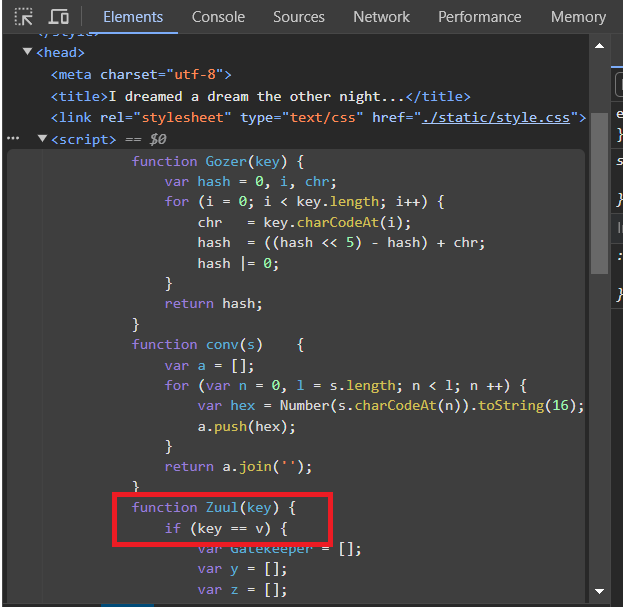 Elements Console Sources Network Performance Memory
</style>
▼<head>
<meta charset="utf-8">
<title>I dreamed a dream the other night...</title>
<link rel="stylesheet" type="text/css" href="./static/style.css">
••• ▼<script> == $0
function Gozer(key) {
var hash = 0, i, chr;
for (i = 0; i < key.length; i++) {
chr   = key.charCodeAt(i);
hash  = ((hash << 5) - hash) + chr;
hash |= 0;
}
return hash;
}
function conv(s)    {
var a = [];
for (var n = 0, l = s.length; n < l; n ++) {
var hex = Number(s.charCodeAt(n)).toString(16);
a.push(hex);
}
return a.join('');
}
function Zuul(key) {
if (key == v) {
var Gatekeeper = [];
var y = [];
var z = [];